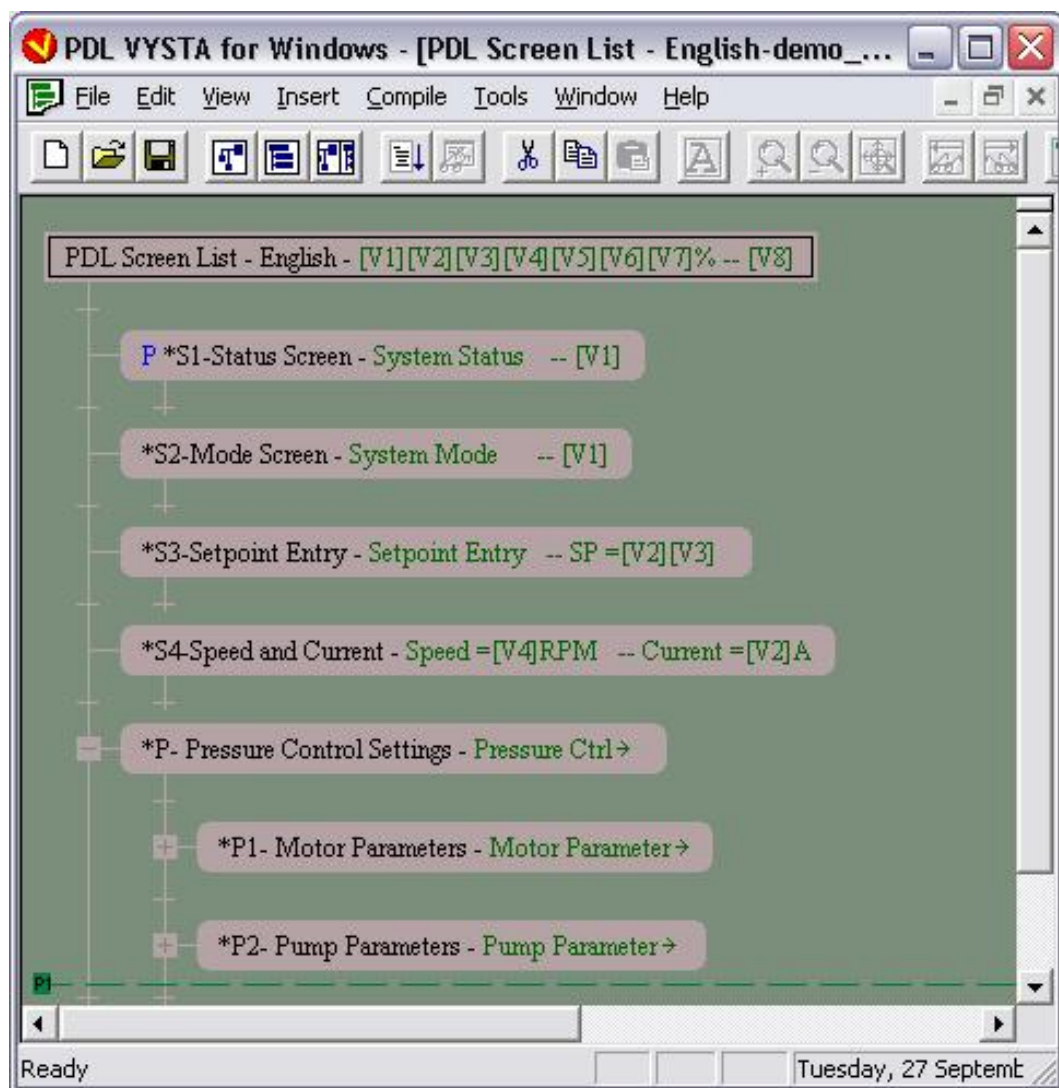 PDL VYSTA for Windows - [PDL Screen List - English-demo_...
File Edit View Insert Compile Tools Window Help
PDL Screen List - English - [V1][V2][V3][V4][V5][V6][V7]% -- [V8]
P *S1-Status Screen - System Status -- [V1]
*S2-Mode Screen - System Mode -- [V1]
*S3-Setpoint Entry - Setpoint Entry -- SP =[V2][V3]
*S4-Speed and Current - Speed =[V4]RPM -- Current =[V2]A
*P- Pressure Control Settings - Pressure Ctrl→
*P1- Motor Parameters - Motor Parameter→
*P2- Pump Parameters - Pump Parameter→
P1
Ready Tuesday, 27 Septemb